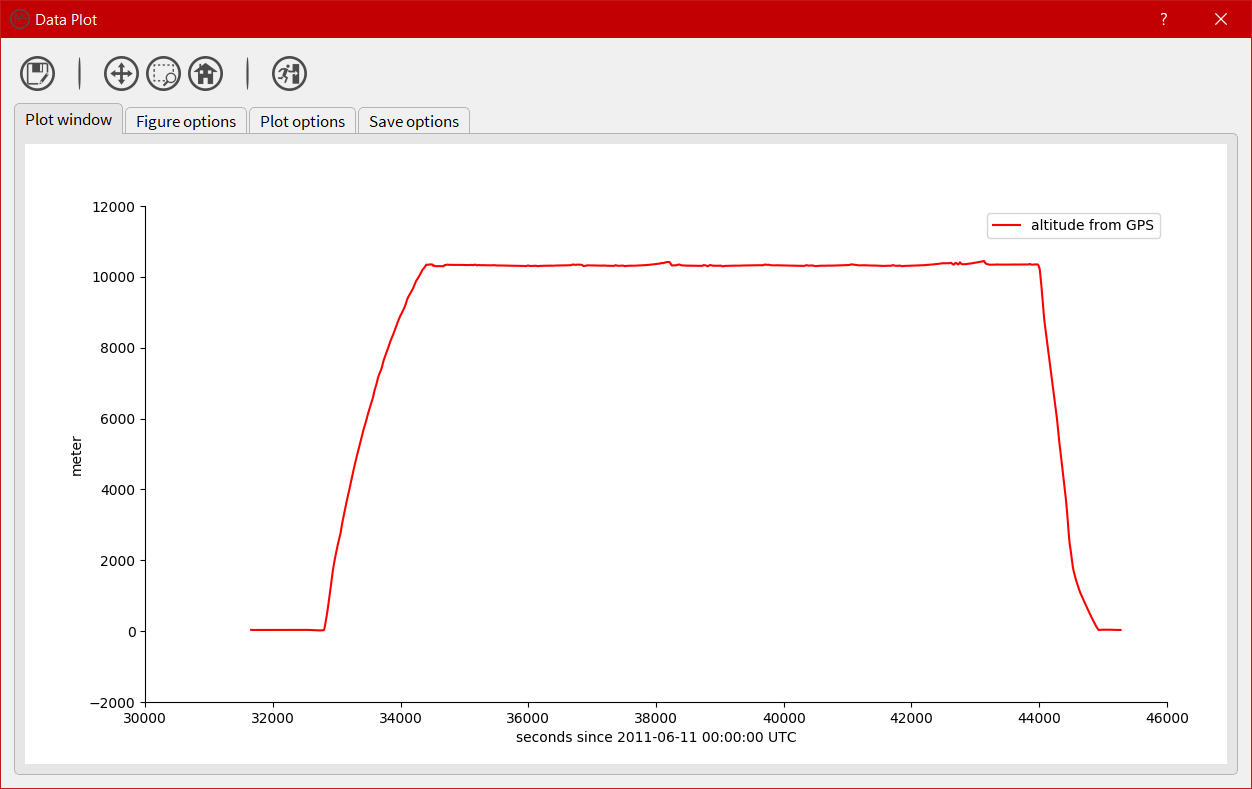 Data Plot
?
Plot window
Figure options
Plot options
Save options
altitude from GPS
12000
10000
8000
6000
4000
2000
0
−2000
meter
30000
32000
34000
36000
38000
40000
42000
44000
46000
seconds since 2011-06-11 00:00:00 UTC